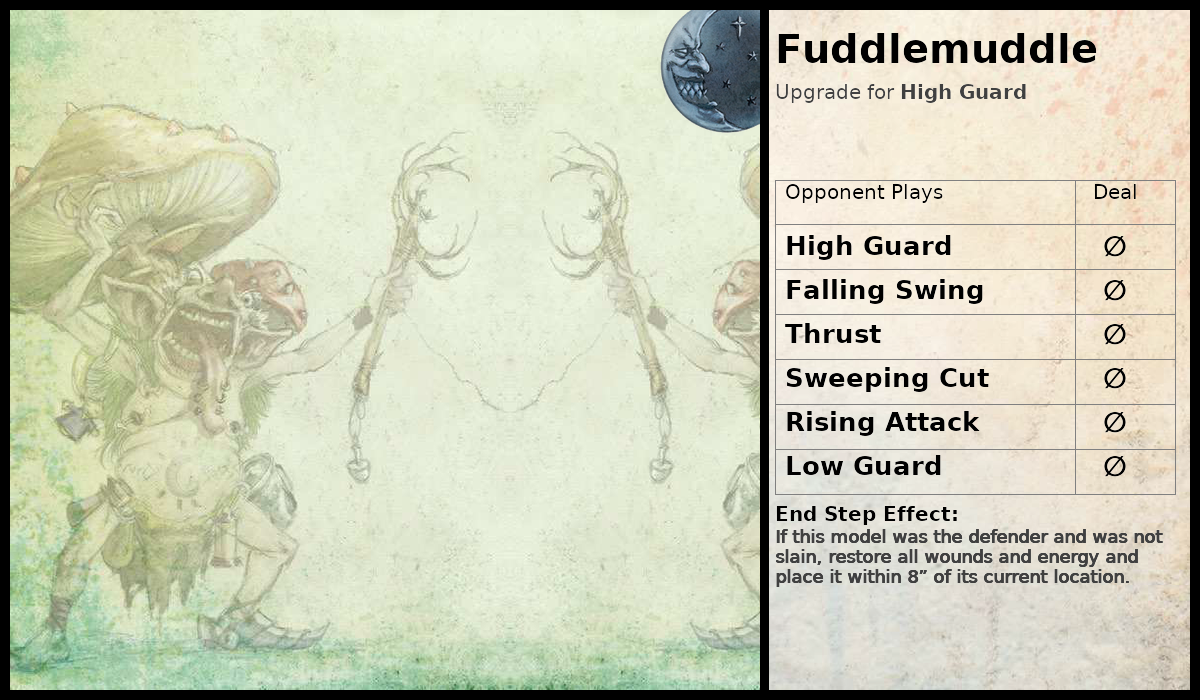 Fuddlemuddle
Upgrade for High Guard
Opponent Plays Deal
High Guard ∅
Falling Swing ∅
Thrust ∅
Sweeping Cut ∅
Rising Attack ∅
Low Guard ∅
End Step Effect:
If this model was the defender and was not
slain, restore all wounds and energy and
place it within 8” of its current location.